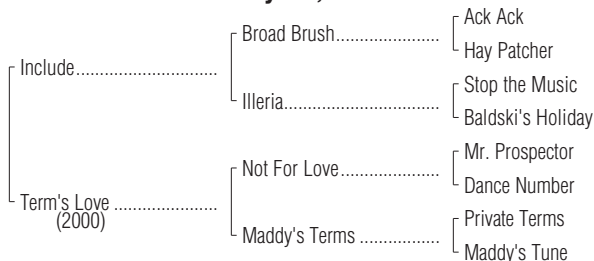 Ack Ack
Broad Brush
Hay Patcher
Include
Stop the Music
Illeria
Baldski's Holiday
Mr. Prospector
Not For Love
Dance Number
Term's Love
(2000)
Private Terms
Maddy's Terms
Maddy's Tune